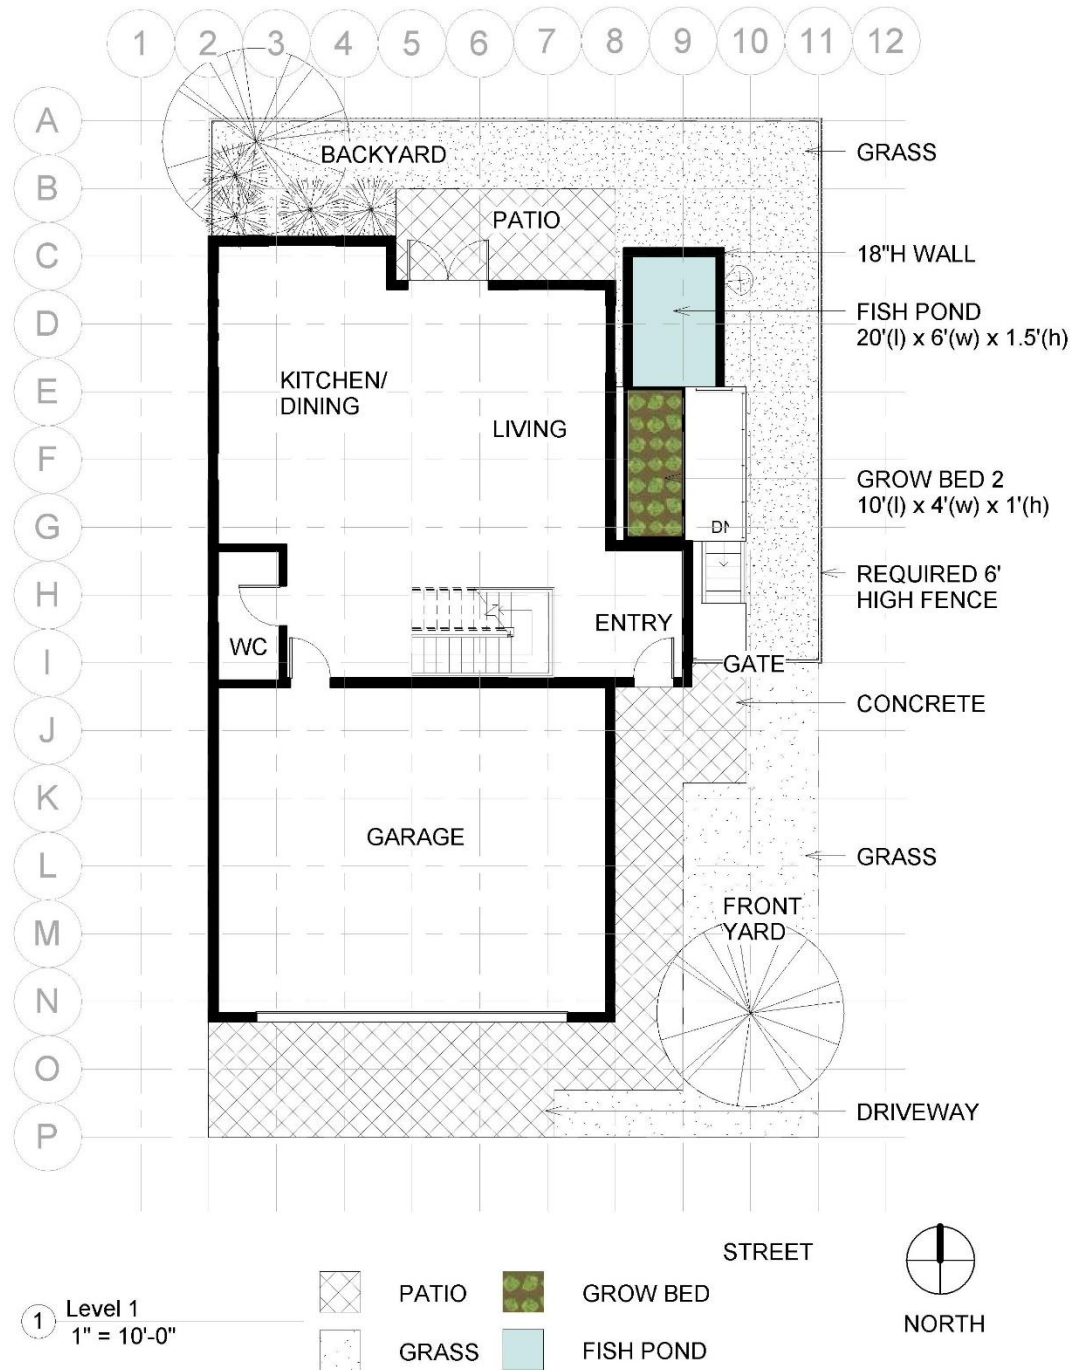 1 2 3 4 5 6 7 8 9 10 11 12
A
BACKYARD
GRASS
B
PATIO
C
18"H WALL
D
FISH POND
20'(l) x 6'(w) x 1.5'(h)
E
KITCHEN/
DINING
F
LIVING
GROW BED 2
10'(l) x 4'(w) x 1'(h)
G
H
REQUIRED 6'
HIGH FENCE
ENTRY
WC
I
GATE
CONCRETE
J
K
GARAGE
L
GRASS
M
FRONT
YARD
N
O
DRIVEWAY
P
STREET
1
Level 1
1" = 10'-0"
PATIO
GROW BED
NORTH
GRASS
FISH POND